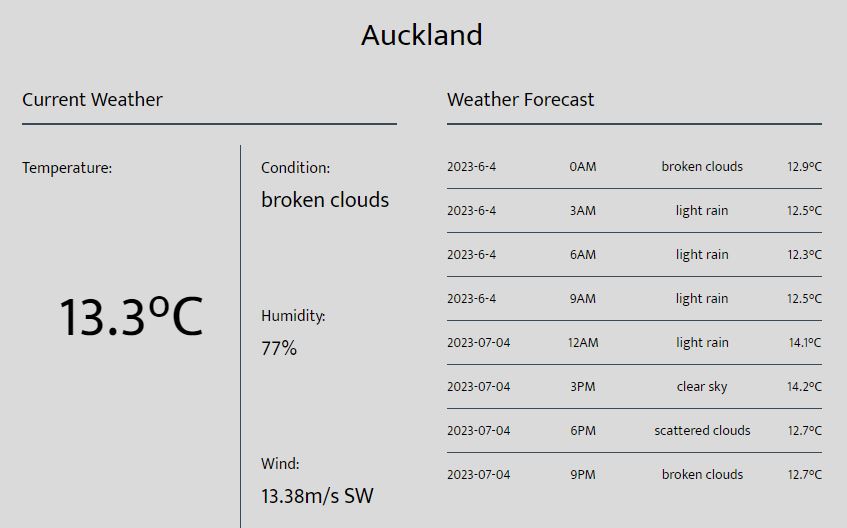 Auckland
Current Weather
Temperature:
13.3ºC
Condition:
broken clouds
Humidity:
77%
Wind:
13.38m/s SW
Weather Forecast
2023-6-4 0AM broken clouds 12.9ºC
2023-6-4 3AM light rain 12.5ºC
2023-6-4 6AM light rain 12.3ºC
2023-6-4 9AM light rain 12.5ºC
2023-07-04 12AM light rain 14.1ºC
2023-07-04 3PM clear sky 14.2ºC
2023-07-04 6PM scattered clouds 12.7ºC
2023-07-04 9PM broken clouds 12.7ºC